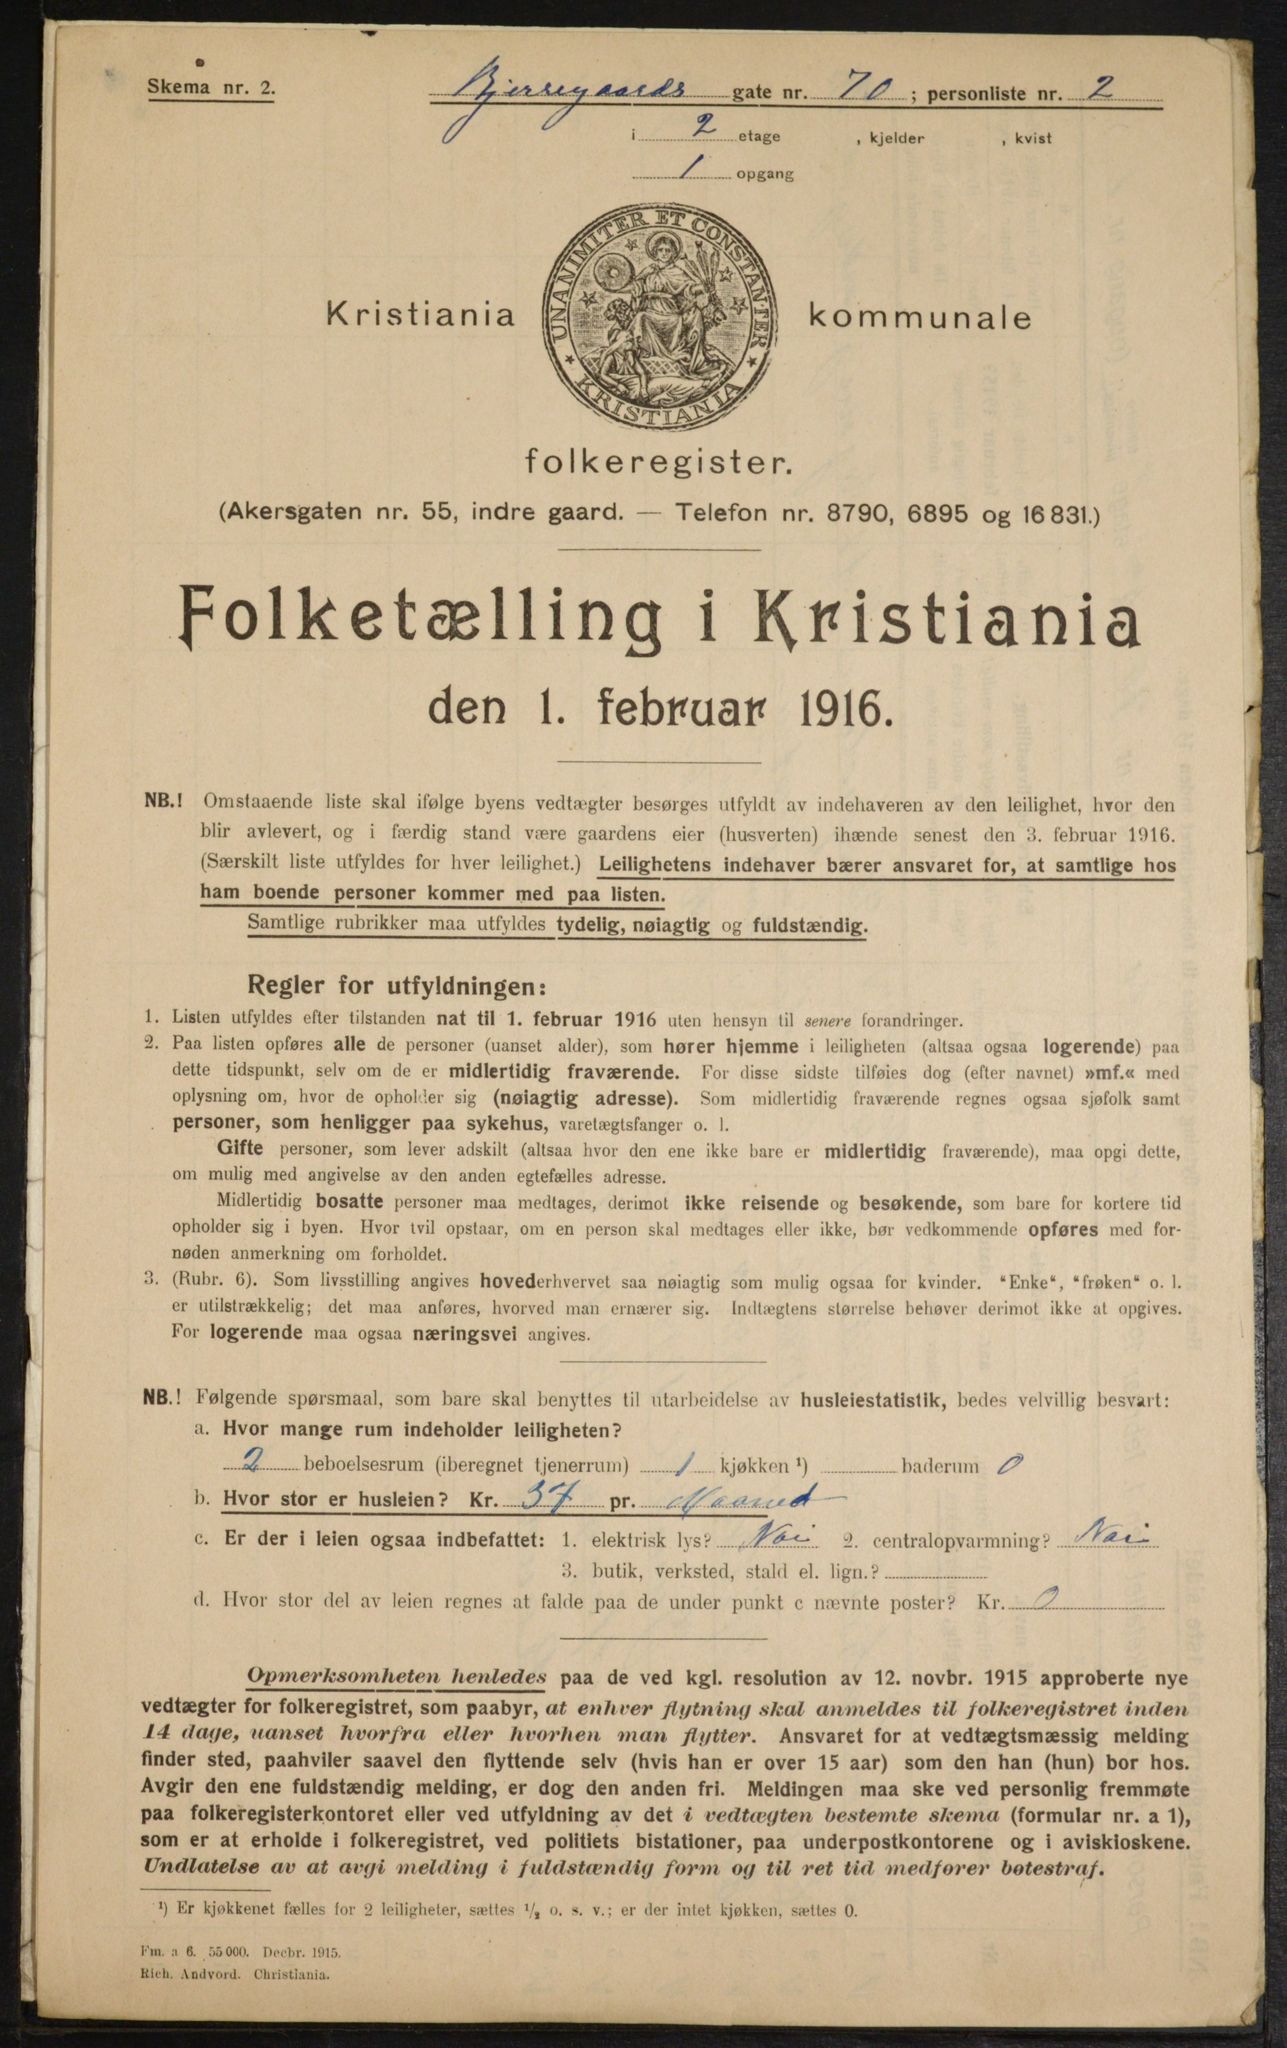 Skema nr. 2.
Bjerregaards gate nr. 70 ; personliste nr. 2
i 2 etage , kjelder , kvist
1 opgang
UNANIMITER ET CONSTANTER
KRISTIANIA
Kristiania kommunale
folkeregister.
(Akersgaten nr. 55, indre gaard. — Telefon nr. 8790, 6895 og 16 831.)
Folketælling i Kristiania
den 1. februar 1916.
NB.! Omstaaende liste skal ifølge byens vedtægter besørges utfyldt av indehaveren av den leilighet, hvor den
blir avlevert, og i færdig stand være gaardens eier (husverten) ihænde senest den 3. februar 1916.
(Særskilt liste utfyldes for hver leilighet.) Leilighetens indehaver bærer ansvaret for, at samtlige hos
ham boende personer kommer med paa listen.
Samtlige rubrikker maa utfyldes tydelig, nøiagtig og fuldstændig.
Regler for utfyldningen:
1. Listen utfyldes efter tilstanden nat til 1. februar 1916 uten hensyn til senere forandringer.
2. Paa listen opføres alle de personer (uanset alder), som hører hjemme i leiligheten (altsaa ogsaa logerende) paa
dette tidspunkt, selv om de er midlertidig fraværende. For disse sidste tilføies dog (efter navnet) »mf.« med
oplysning om, hvor de opholder sig (nøiagtig adresse). Som midlertidig fraværende regnes ogsaa sjøfolk samt
personer, som henligger paa sykehus, varetægtsfanger o. l.
Gifte personer, som lever adskilt (altsaa hvor den ene ikke bare er midlertidig fraværende), maa opgi dette,
om mulig med angivelse av den anden egtefælles adresse.
Midlertidig bosatte personer maa medtages, derimot ikke reisende og besøkende, som bare for kortere tid
opholder sig i byen. Hvor tvil opstaar, om en person skal medtages eller ikke, bør vedkommende opføres med for-
nøden anmerkning om forholdet.
3. (Rubr. 6). Som livsstilling angives hovederhvervet saa nøiagtig som mulig ogsaa for kvinder. "Enke", "frøken" o. l.
er utilstrækkelig; det maa anføres, hvorved man ernærer sig. Indtægtens størrelse behøver derimot ikke at opgives.
For logerende maa ogsaa næringsvei angives.
NB.! Følgende spørsmaal, som bare skal benyttes til utarbeidelse av husleiestatistik, bedes velvillig besvart:
a. Hvor mange rum indeholder leiligheten?
2 beboelsesrum (iberegnet tjenerrum) 1 kjøkken ¹) baderum 0
b. Hvor stor er husleien? Kr. 37 pr. Maaned
c. Er der i leien ogsaa indbefattet: 1. elektrisk lys? Nei 2. centralopvarmning? Nei
3. butik, verksted, stald el. lign.?
d. Hvor stor del av leien regnes at falde paa de under punkt c nævnte poster? Kr. 0
Opmerksomheten henledes paa de ved kgl. resolution av 12. novbr. 1915 approberte nye
vedtægter for folkeregistret, som paabyr, at enhver flytning skal anmeldes til folkeregistret inden
14 dage, uanset hvorfra eller hvorhen man flytter. Ansvaret for at vedtægtsmæssig melding
finder sted, paahviler saavel den flyttende selv (hvis han er over 15 aar) som den han (hun) bor hos.
Avgir den ene fuldstændig melding, er dog den anden fri. Meldingen maa ske ved personlig fremmøte
paa folkeregisterkontoret eller ved utfyldning av det i vedtægten bestemte skema (formular nr. a 1),
som er at erholde i folkeregistret, ved politiets bistationer, paa underpostkontorene og i aviskioskene.
Undlatelse av at avgi melding i fuldstændig form og til ret tid medfører bøtestraf.
¹) Er kjøkkenet fælles for 2 leiligheter, sættes ½ o. s. v.; er der intet kjøkken, sættes 0.
Fm. a 6. 55 000. Decbr. 1915.
Rich. Andvord. Christiania.